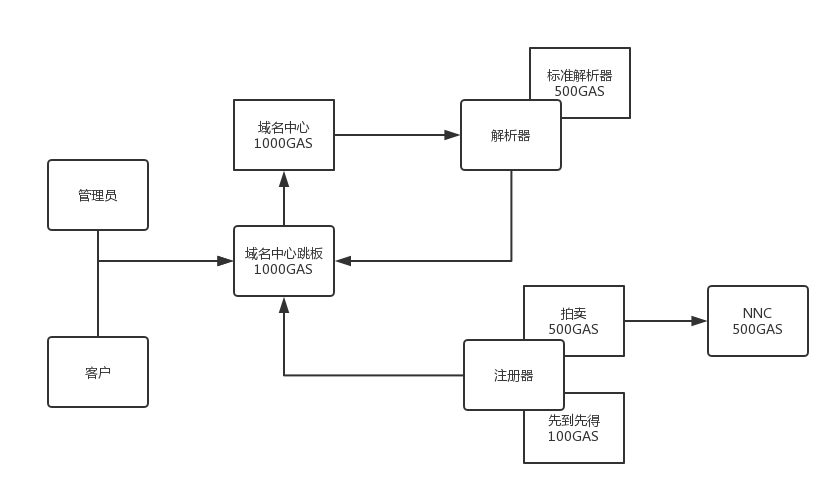 标准解析器
500GAS
域名中心
1000GAS
解析器
管理员
域名中心跳板
1000GAS
拍卖
500GAS
NNC
500GAS
客户
注册器
先到先得
100GAS